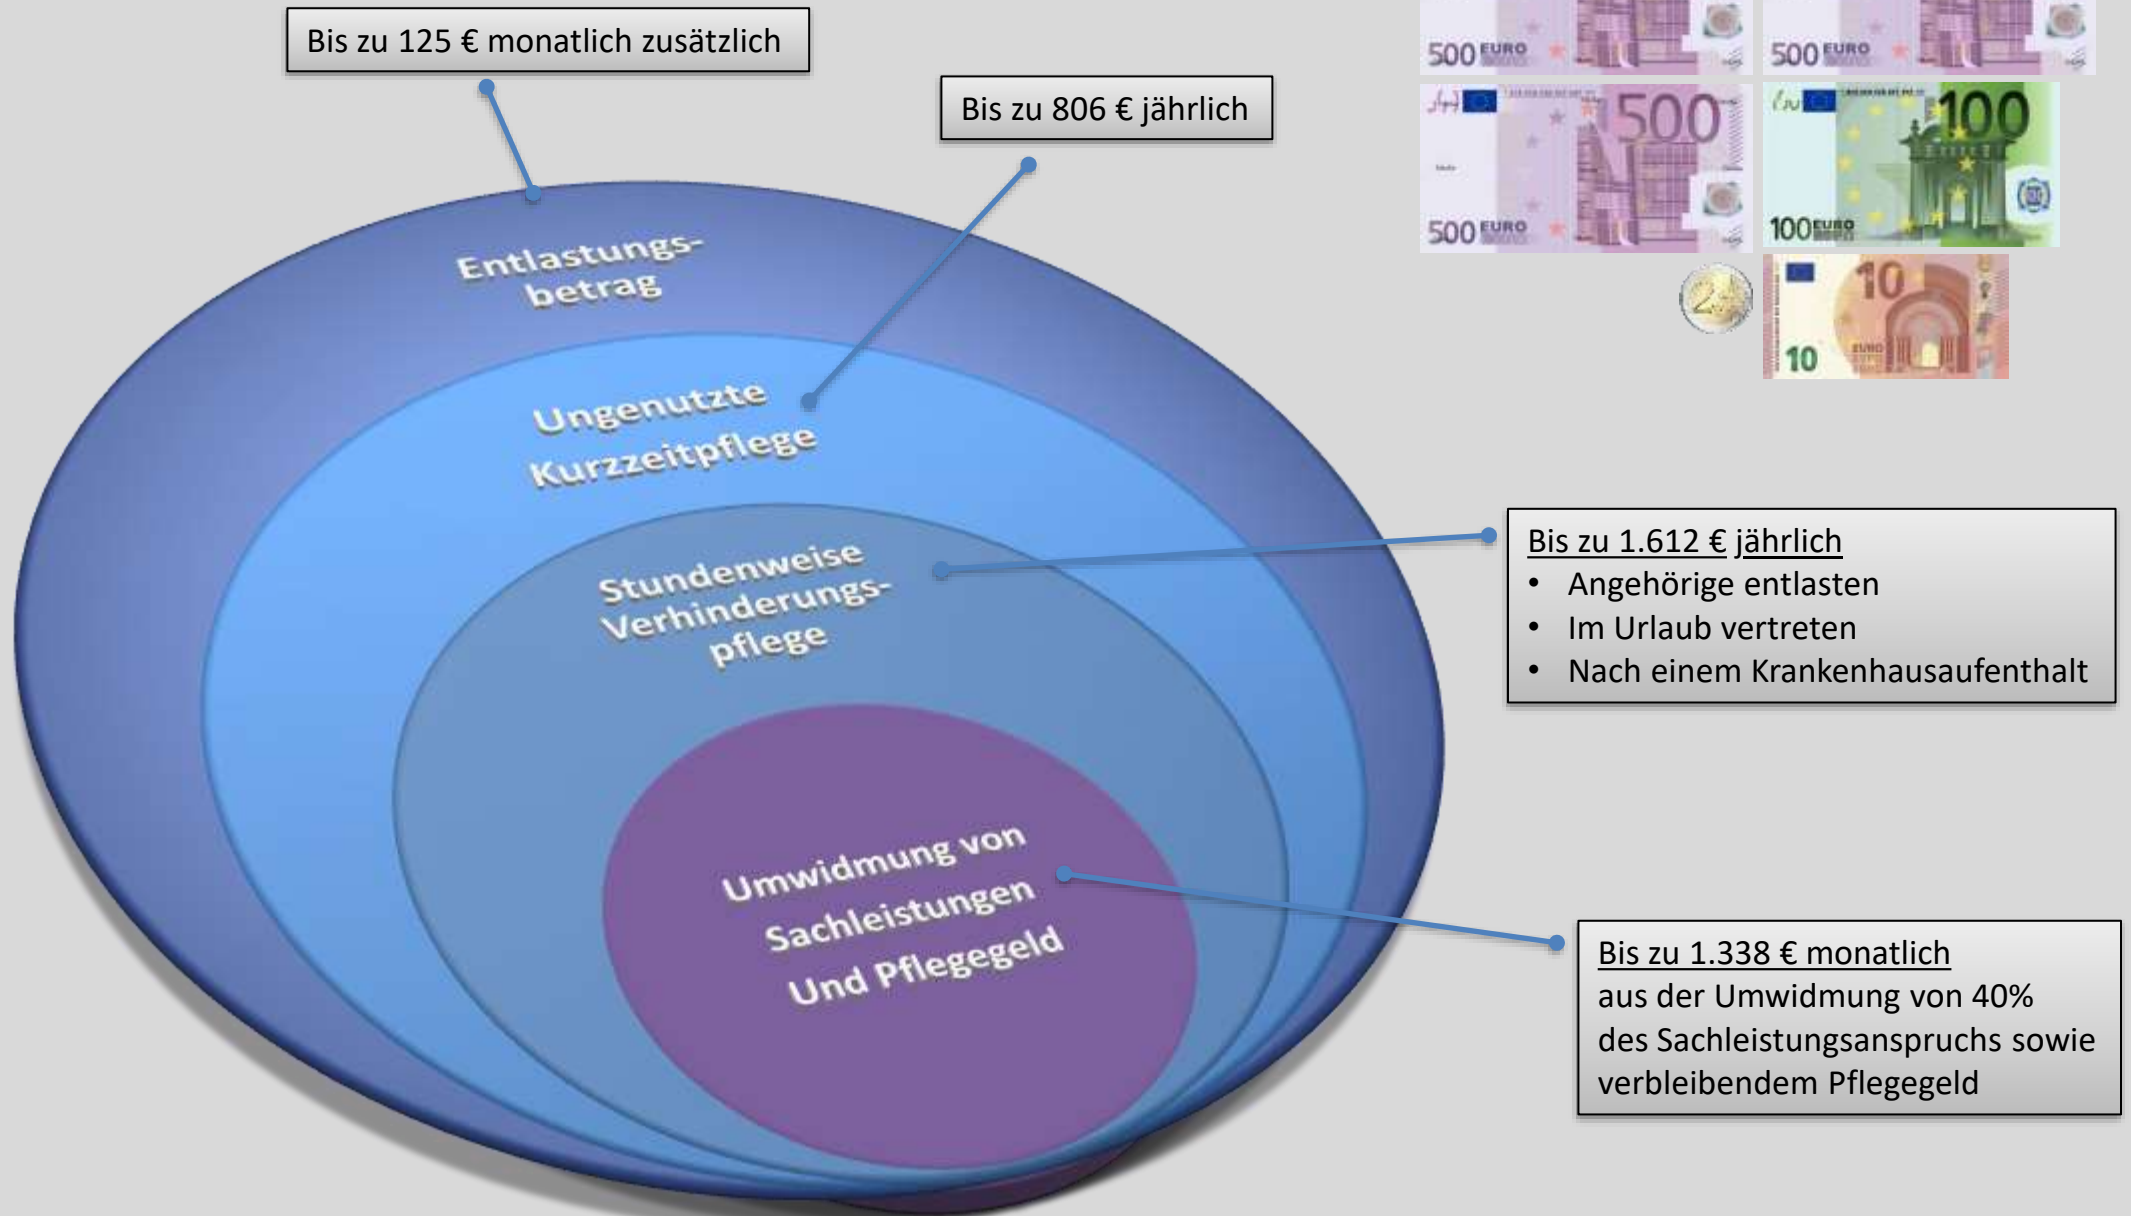 Bis zu 125 € monatlich zusätzlich
Bis zu 806 € jährlich
500 EURO
500 EURO
500
500 EURO
100
100 EURO
2
10
10
EURO
Entlastungs-
betrag
Ungenutzte
Kurzzeitpflege
Stundenweise
Verhinderungs-
pflege
Umwidmung von
Sachleistungen
Und Pflegegeld
Bis zu 1.612 € jährlich
• Angehörige entlasten
• Im Urlaub vertreten
• Nach einem Krankenhausaufenthalt
Bis zu 1.338 € monatlich
aus der Umwidmung von 40%
des Sachleistungsanspruchs sowie
verbleibendem Pflegegeld